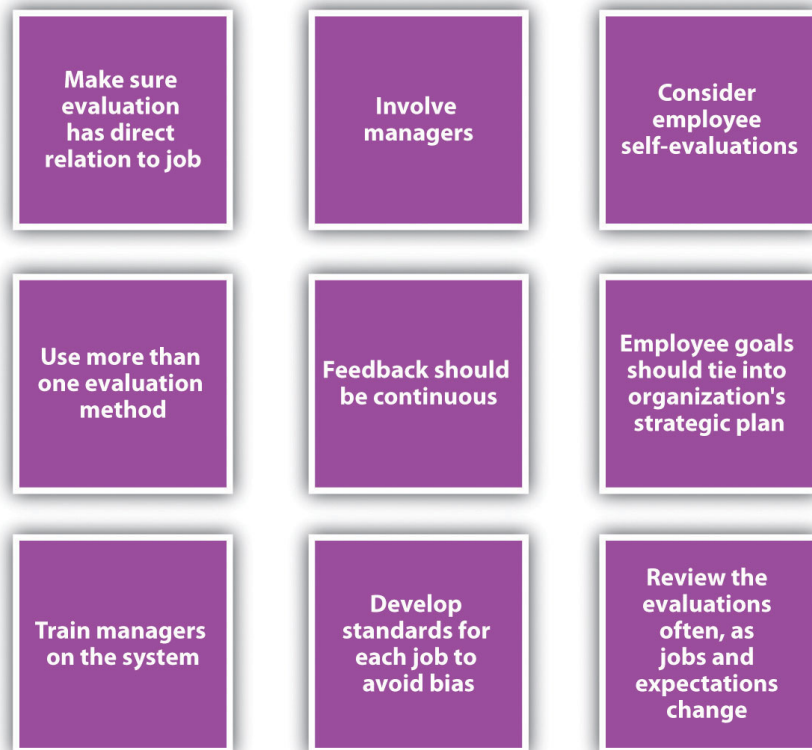 Make sure
evaluation
has direct
relation to job
Involve
managers
Consider
employee
self-evaluations
Use more than
one evaluation
method
Feedback should
be continuous
Employee goals
should tie into
organization's
strategic plan
Train managers
on the system
Develop
standards for
each job to
avoid bias
Review the
evaluations
often, as
jobs and
expectations
change